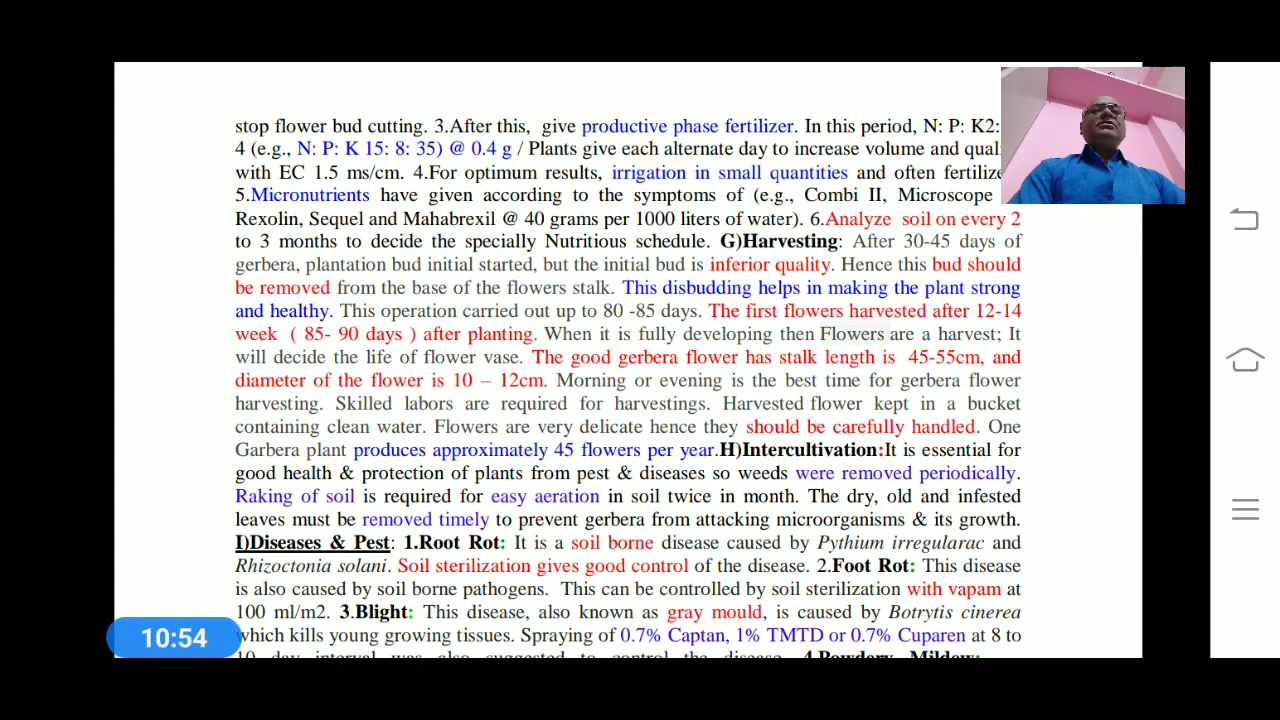 stop flower bud cutting. 3.After this, give productive phase fertilizer. In this period, N: P: K2:
4 (e.g., N: P: K 15: 8: 35) @ 0.4 g / Plants give each alternate day to increase volume and
with EC 1.5 ms/cm. 4.For optimum results, irrigation in small quantities and often
5.Micronutrients have given according to the symptoms of (e.g., Combi II, Microscope
Rexolin, Sequel and Mahabrexil @ 40 grams per 1000 liters of water). 6.Analyze soil on every 2
to 3 months to decide the specially Nutritious schedule. G)Harvesting: After 30-45 days of
gerbera, plantation bud initial started, but the initial bud is inferior quality. Hence this bud should
be removed from the base of the flowers stalk. This disbudding helps in making the plant strong
and healthy. This operation carried out up to 80 -85 days. The first flowers harvested after 12-14
week ( 85- 90 days ) after planting. When it is fully developing then Flowers are a harvest; It
will decide the life of flower vase. The good gerbera flower has stalk length is 45-55cm, and
diameter of the flower is 10 – 12cm. Morning or evening is the best time for gerbera flower
harvesting. Skilled labors are required for harvestings. Harvested flower kept in a bucket
containing clean water. Flowers are very delicate hence they should be carefully handled. One
Garbera plant produces approximately 45 flowers per year.H)Intercultivation:It is essential for
good health & protection of plants from pest & diseases so weeds were removed periodically.
Raking of soil is required for easy aeration in soil twice in month. The dry, old and infested
leaves must be removed timely to prevent gerbera from attacking microorganisms & its growth.
I)Diseases & Pest: 1.Root Rot: It is a soil borne disease caused by Pythium irregularac and
Rhizoctonia solani. Soil sterilization gives good control of the disease. 2.Foot Rot: This disease
is also caused by soil borne pathogens. This can be controlled by soil sterilization with vapam at
100 ml/m2. 3.Blight: This disease, also known as gray mould, is caused by Botrytis cinerea
which kills young growing tissues. Spraying of 0.7% Captan, 1% TMTD or 0.7% Cuparen at 8 to
10 day interval was also suggested to control the disease. 4.Powdery Mildew:
10:54